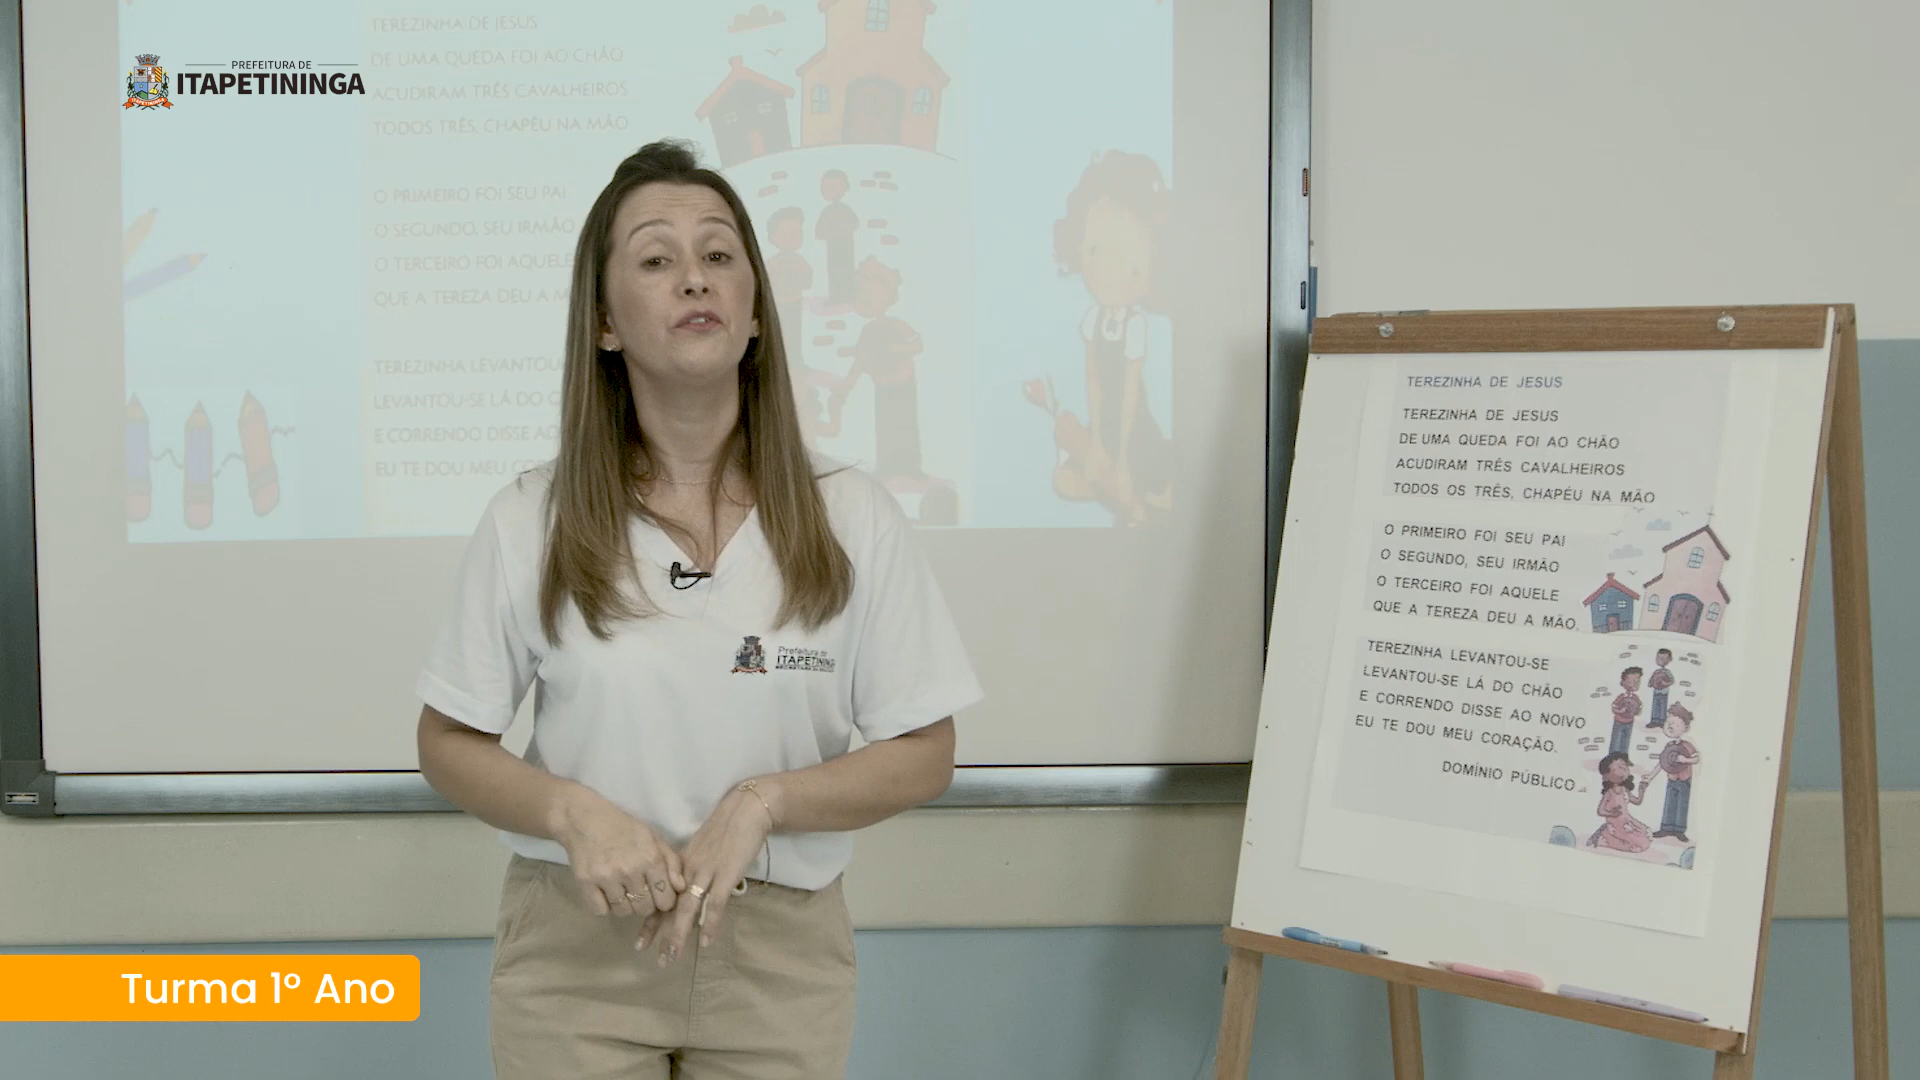 PREFEITURA DE
ITAPETININGA
TEREZINHA DE JESUS
DE UMA QUEDA FOI AO CHÃO
ACUDIRAM TRÊS CAVALHEIROS
TODOS TRÊS, CHAPÉU NA MÃO
O PRIMEIRO FOI SEU PAI
O SEGUNDO, SEU IRMÃO
O TERCEIRO FOI AQUELE
QUE A TEREZA DEU A
TEREZINHA LEVANTOU
LEVANTOU-SE LÁ DO
E CORRENDO DISSE AO
EU TE DOU MEU
Prefeitura de
ITAPETININGA
TEREZINHA DE JESUS
TEREZINHA DE JESUS
DE UMA QUEDA FOI AO CHÃO
ACUDIRAM TRÊS CAVALHEIROS
TODOS OS TRÊS, CHAPÉU NA MÃO
O PRIMEIRO FOI SEU PAI
O SEGUNDO, SEU IRMÃO
O TERCEIRO FOI AQUELE
QUE A TEREZA DEU A MÃO.
TEREZINHA LEVANTOU-SE
LEVANTOU-SE LÁ DO CHÃO
E CORRENDO DISSE AO NOIVO
EU TE DOU MEU CORAÇÃO.
DOMÍNIO PÚBLICO
Turma 1º Ano